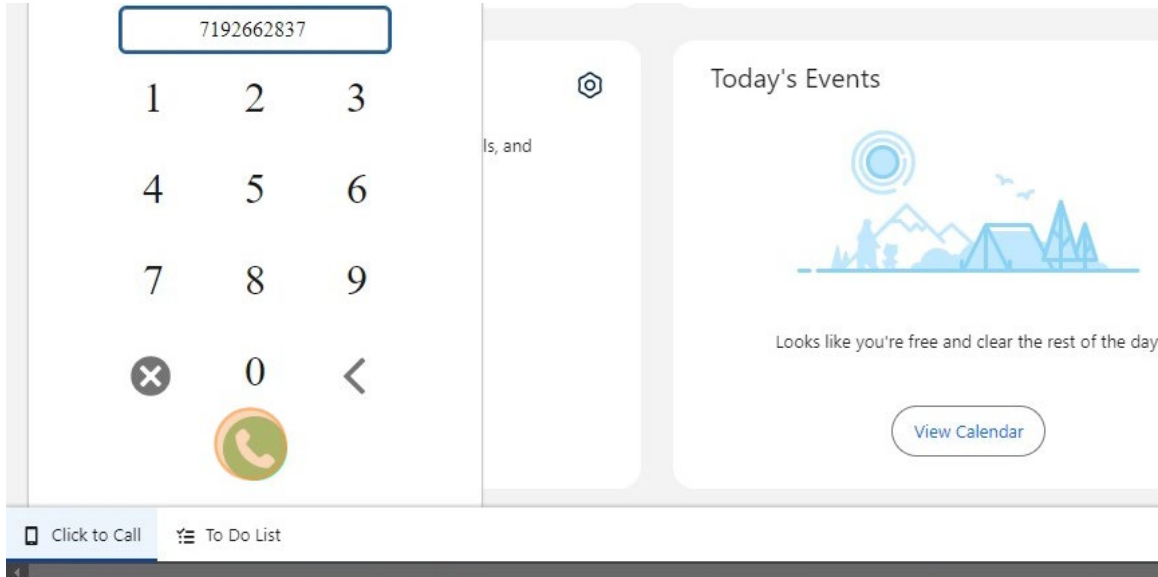 7192662837
1 2 3
4 5 6
7 8 9
0
ls, and
Today's Events
Looks like you're free and clear the rest of the day
View Calendar
Click to Call
To Do List